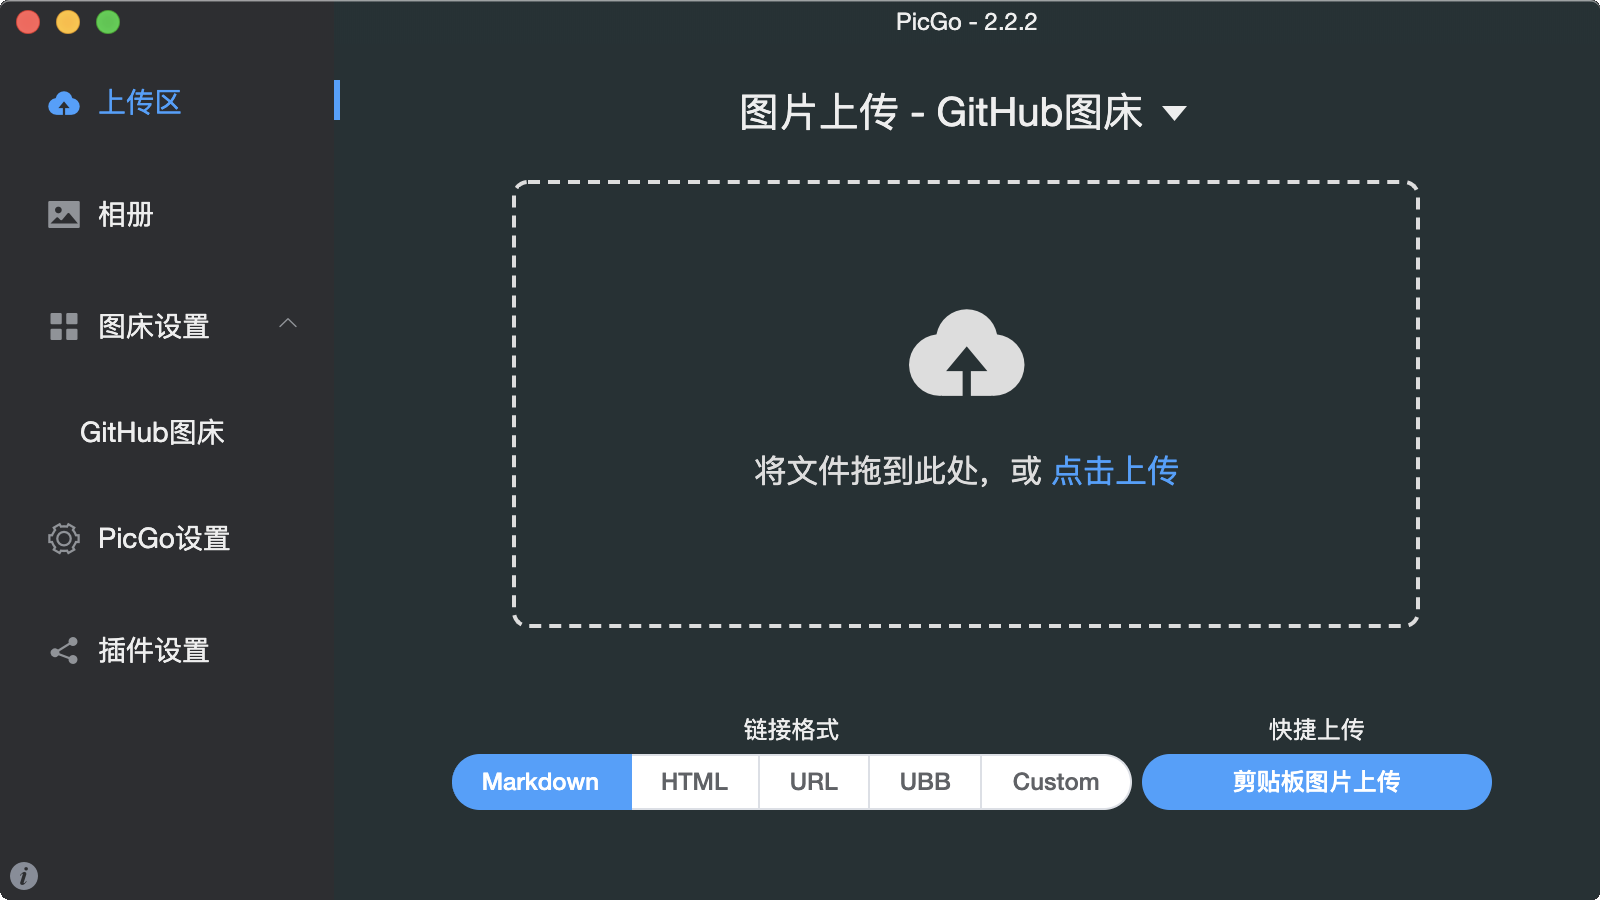 PicGo - 2.2.2
上传区
相册
图床设置
GitHub图床
PicGo设置
插件设置
图片上传 - GitHub图床
将文件拖到此处，或 点击上传
链接格式
Markdown HTML URL UBB Custom
快捷上传
剪贴板图片上传
i